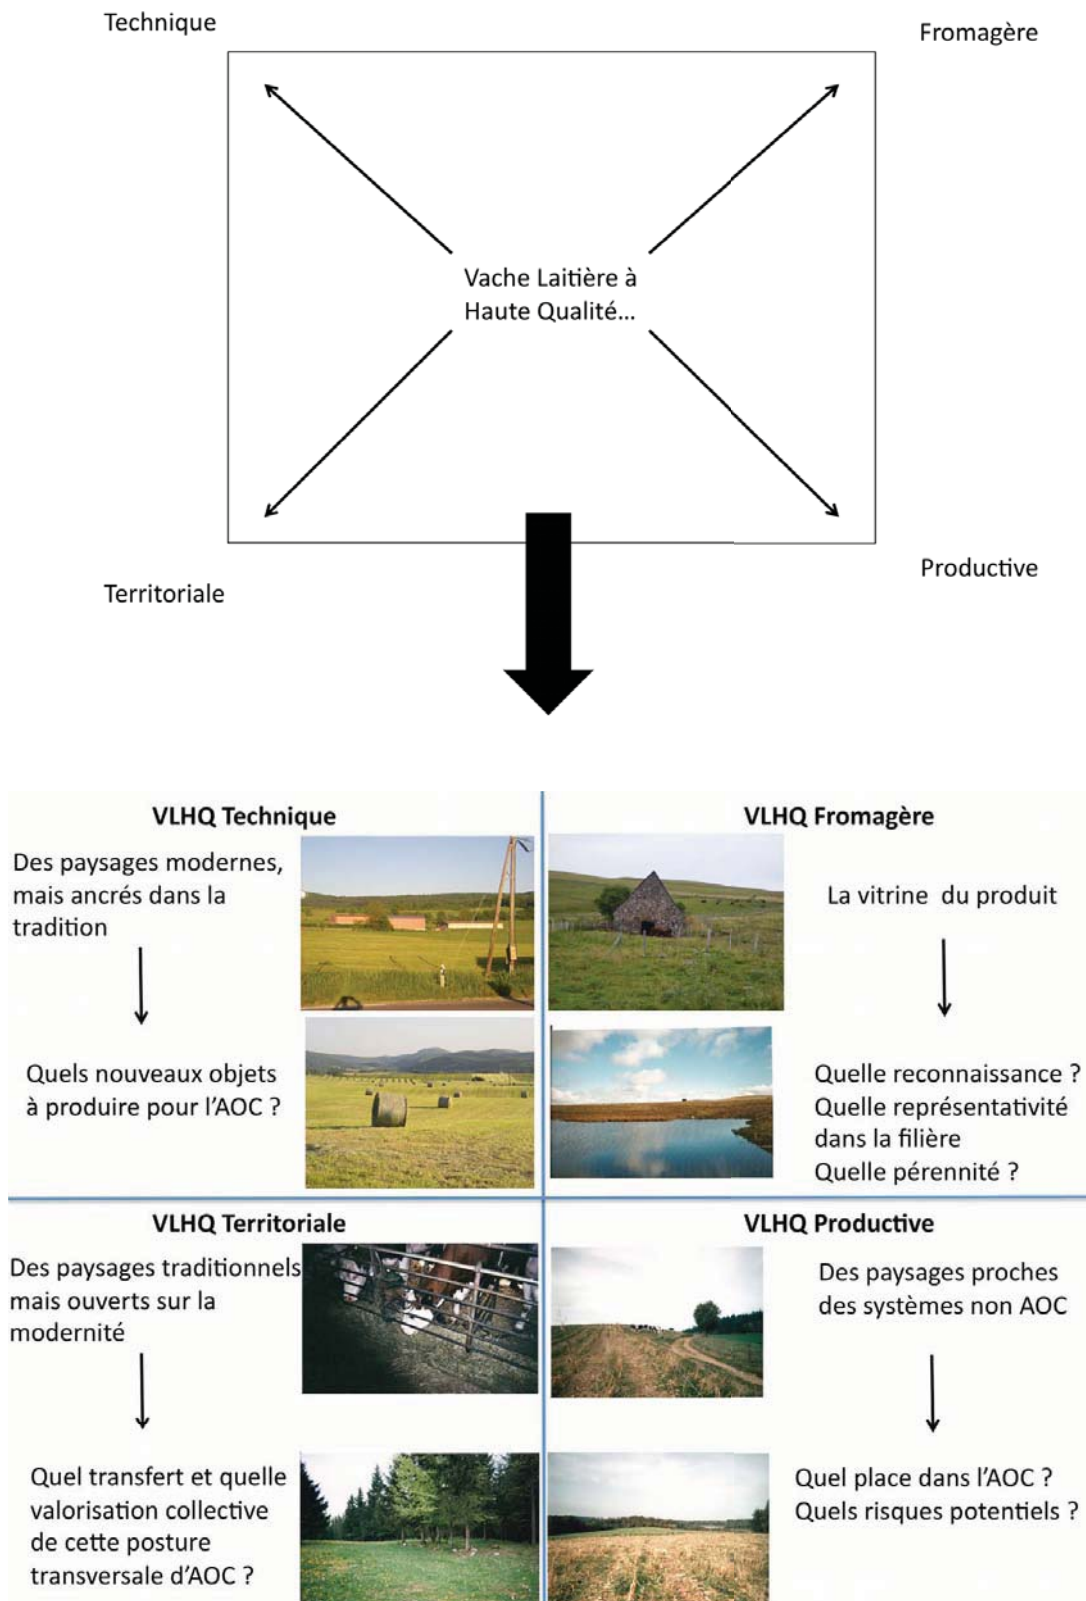 Technique
Fromagère
Vache Laitière à
Haute Qualité...
Territoriale
Productive
VLHQ Technique
Des paysages modernes,
mais ancrés dans la
tradition
Quels nouveaux objets
à produire pour l'AOC ?
VLHQ Fromagère
La vitrine du produit
Quelle reconnaissance ?
Quelle représentativité
dans la filière
Quelle pérennité ?
VLHQ Territoriale
Des paysages traditionnels
mais ouverts sur la
modernité
Quel transfert et quelle
valorisation collective
de cette posture
transversale d'AOC ?
VLHQ Productive
Des paysages proches
des systèmes non AOC
Quel place dans l'AOC ?
Quels risques potentiels ?